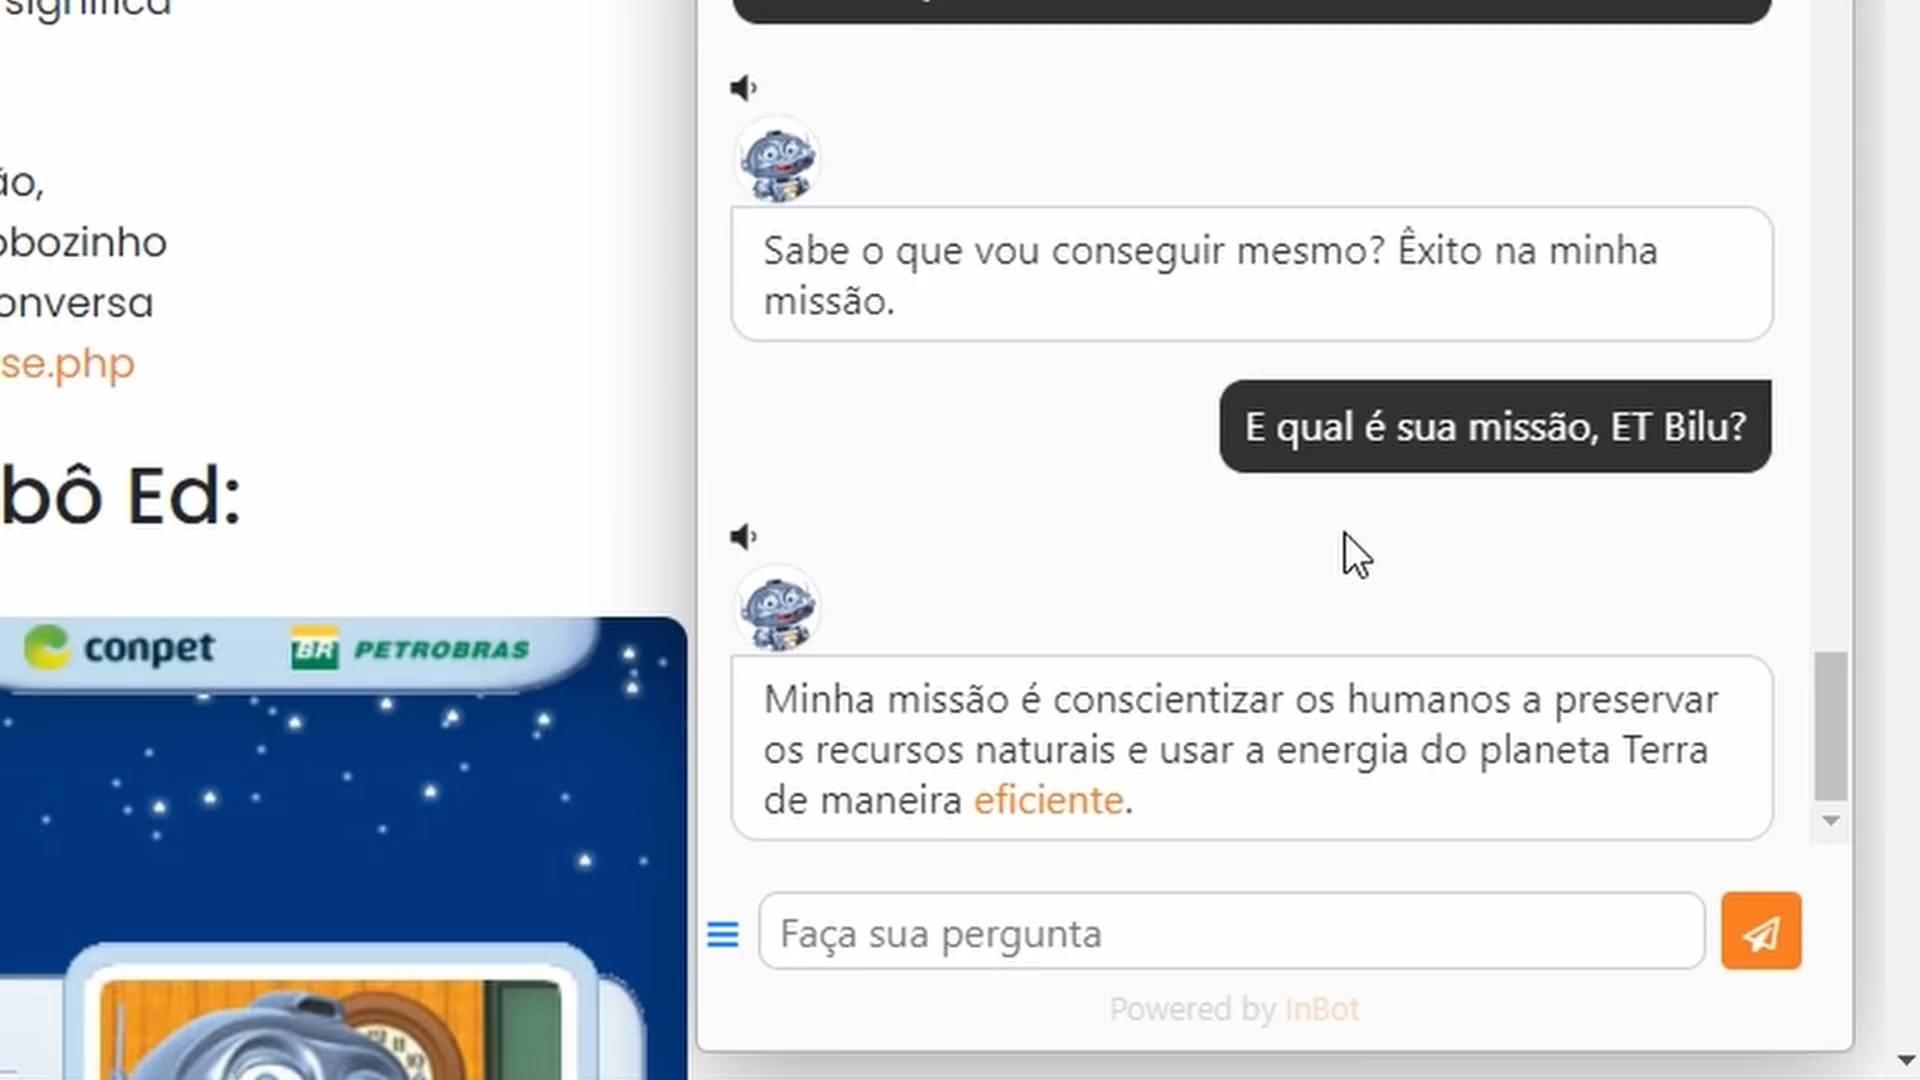 significa
ão,
obozinho
onversa
se.php
bô Ed:
conpet
BR PETROBRAS
Sabe o que vou conseguir mesmo? Êxito na minha
missão.
E qual é sua missão, ET Bilu?
Minha missão é conscientizar os humanos a preservar
os recursos naturais e usar a energia do planeta Terra
de maneira eficiente.
Faça sua pergunta
Powered by InBot